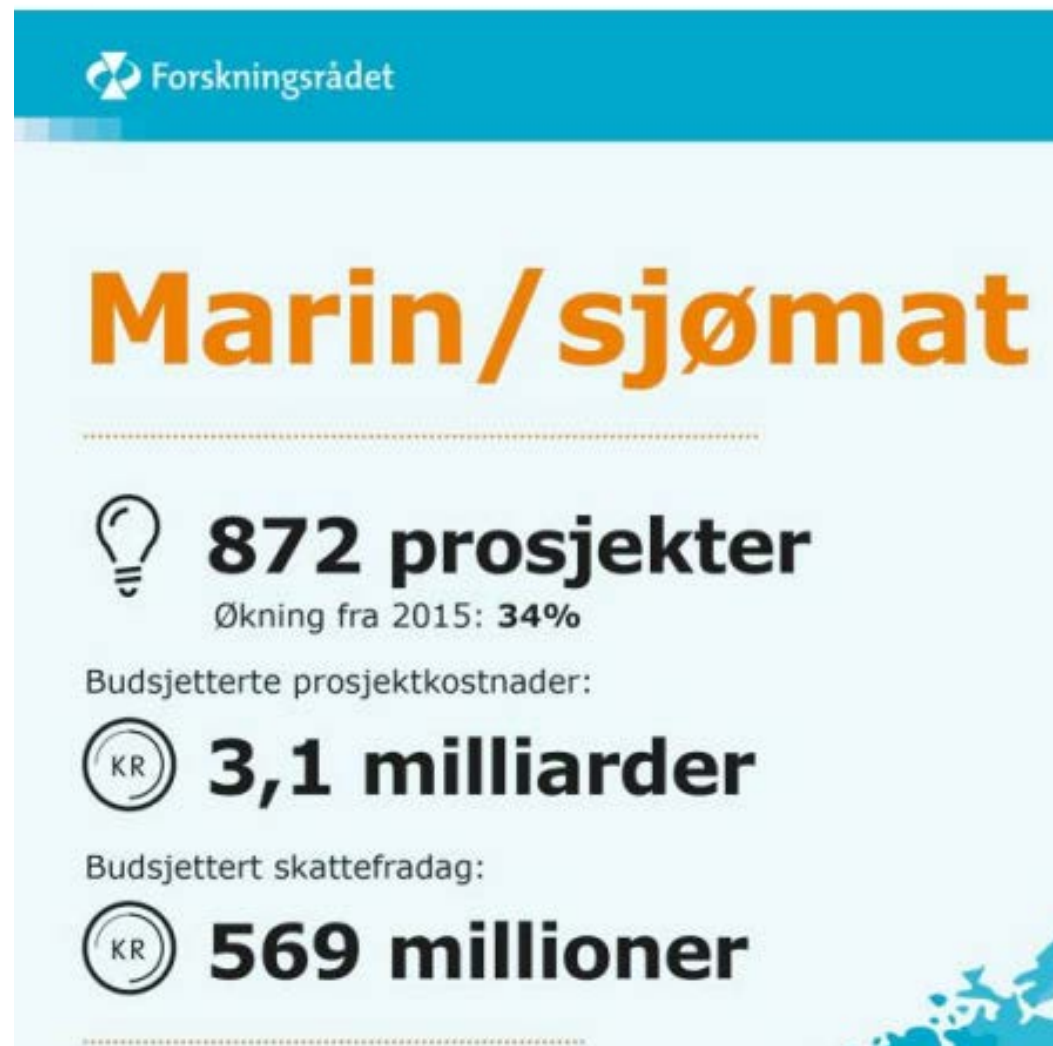 Forskningsrådet
Marin/sjømat
872 prosjekter
Økning fra 2015: 34%
Budsjetterte prosjektkostnader:
KR 3,1 milliarder
Budsjettert skattefradag:
KR 569 millioner